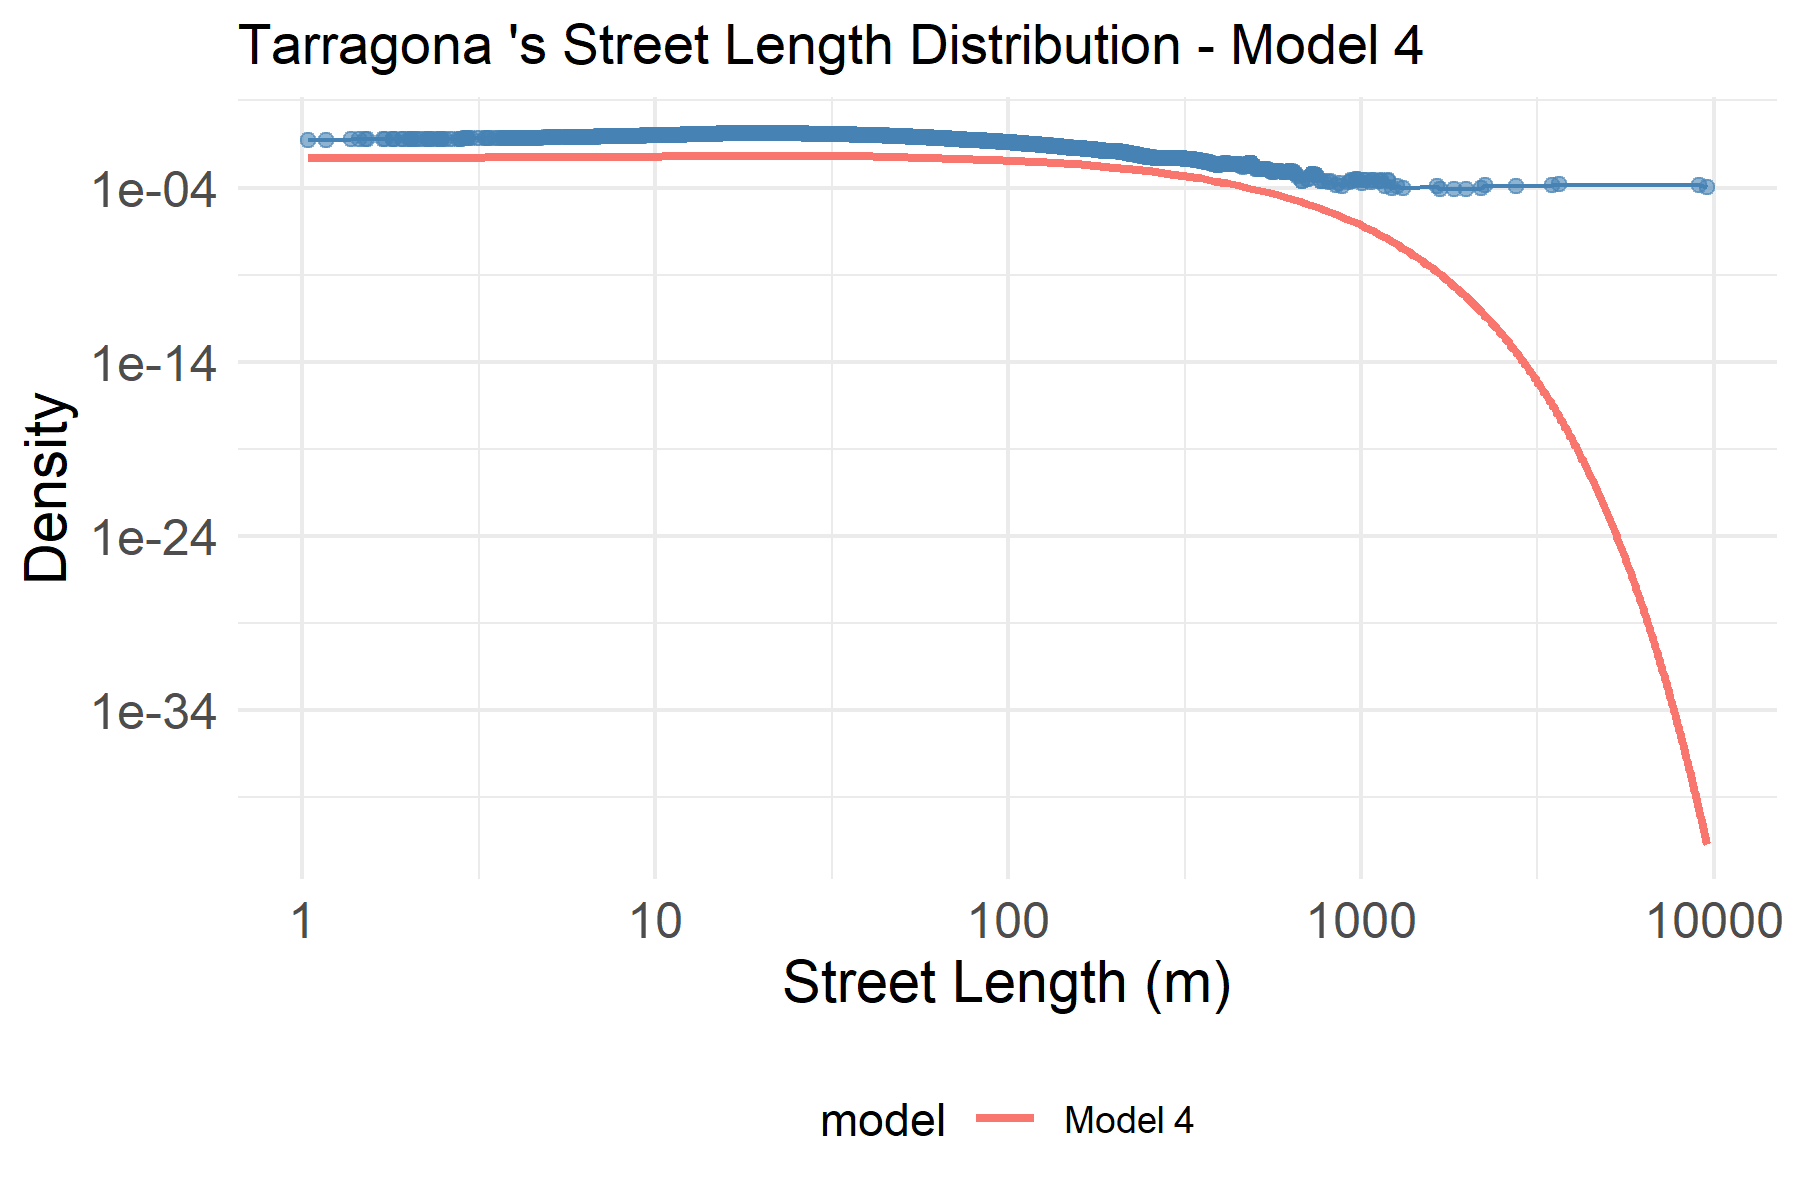 Tarragona 's Street Length Distribution - Model 4
Density
1e-04
1e-14
1e-24
1e-34
1
10
100
1000
10000
Street Length (m)
model
Model 4